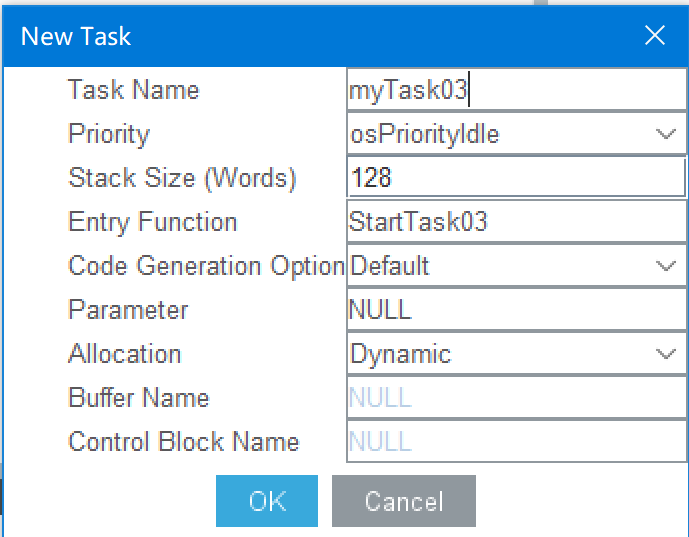 New Task
Task Name myTask03
Priority osPriorityIdle
Stack Size (Words) 128
Entry Function StartTask03
Code Generation Option Default
Parameter NULL
Allocation Dynamic
Buffer Name NULL
Control Block Name NULL
OK Cancel